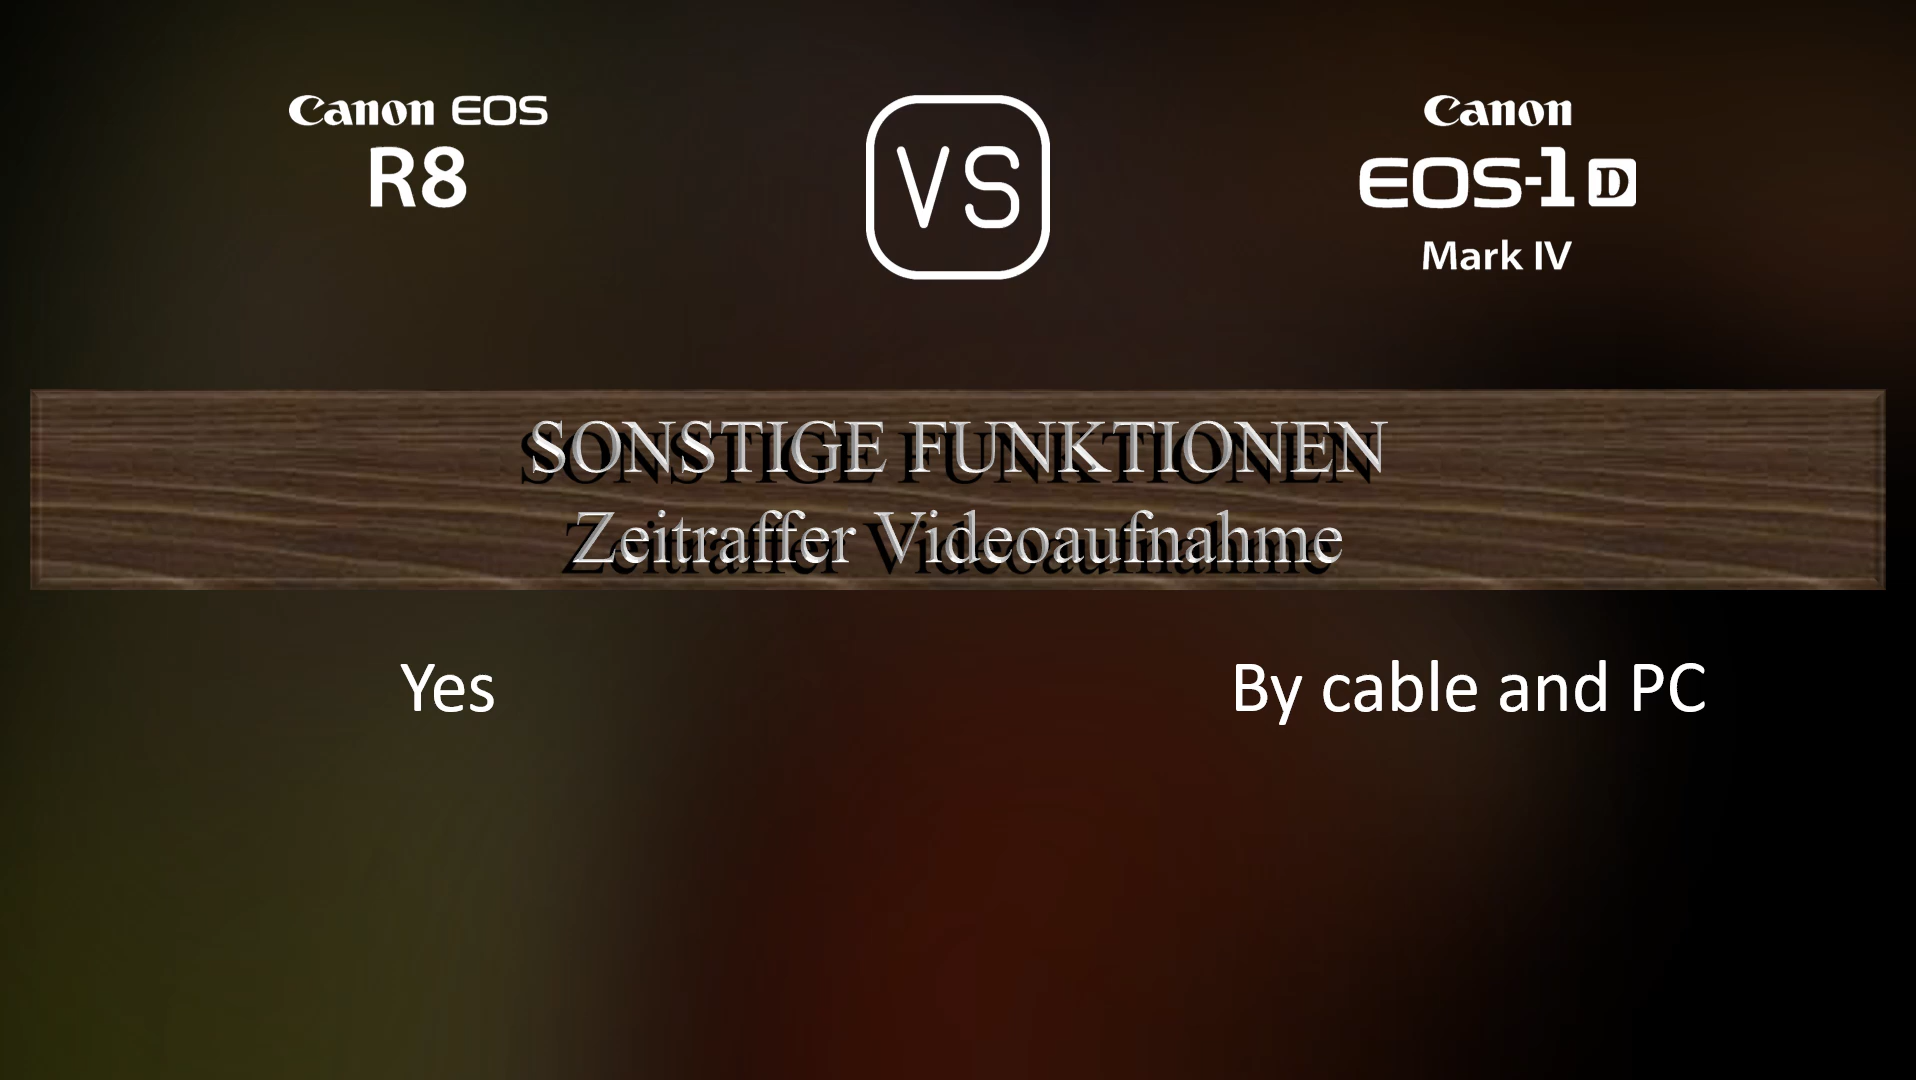 Canon EOS
R8
VS
Canon
EOS-1D
Mark IV
SONSTIGE FUNKTIONEN
Zeitraffer Videoaufnahme
Yes
By cable and PC